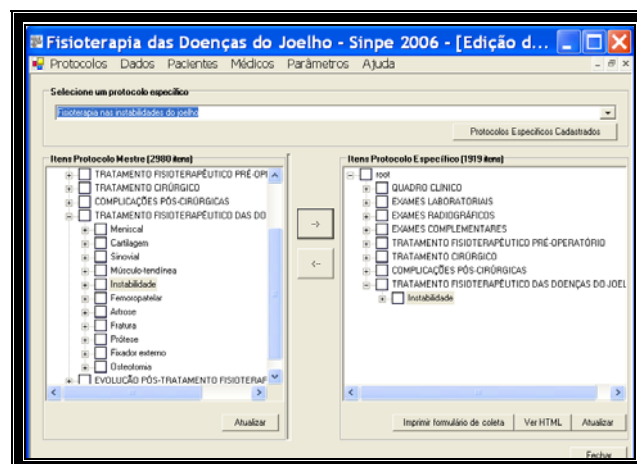 Fisioterapia das Doenças do Joelho - Sinpe 2006 - [Edição d...
Protocolos Dados Pacientes Médicos Parâmetros Ajuda
Selecione um protocolo específico
Fisioterapia nas instabilidades do joelho
Protocolos Específicos Cadastrados
Itens Protocolo Mestre (2980 itens)
TRATAMENTO FISIOTERAPÊUTICO PRÉ-OPE
TRATAMENTO CIRÚRGICO
COMPLICAÇÕES PÓS-CIRÚRGICAS
TRATAMENTO FISIOTERAPÊUTICO DAS DO
Meniscal
Cartilagem
Sinovial
Músculo-tendínea
Instabilidade
Femoropatelar
Artrose
Fratura
Prótese
Fixador externo
Osteotomia
EVOLUÇÃO PÓS-TRATAMENTO FISIOTERAP
Atualizar
-->
<--
Itens Protocolo Específico (1919 itens)
root
QUADRO CLINICO
EXAMES LABORATORIAIS
EXAMES RADIOGRÁFICOS
EXAMES COMPLEMENTARES
TRATAMENTO FISIOTERAPÊUTICO PRÉ-OPERATÓRIO
TRATAMENTO CIRÚRGICO
COMPLICAÇÕES PÓS-CIRÚRGICAS
TRATAMENTO FISIOTERAPÊUTICO DAS DOENÇAS DO JOEL
Instabilidade
Imprimir formulário de coleta Ver HTML Atualizar
Fechar